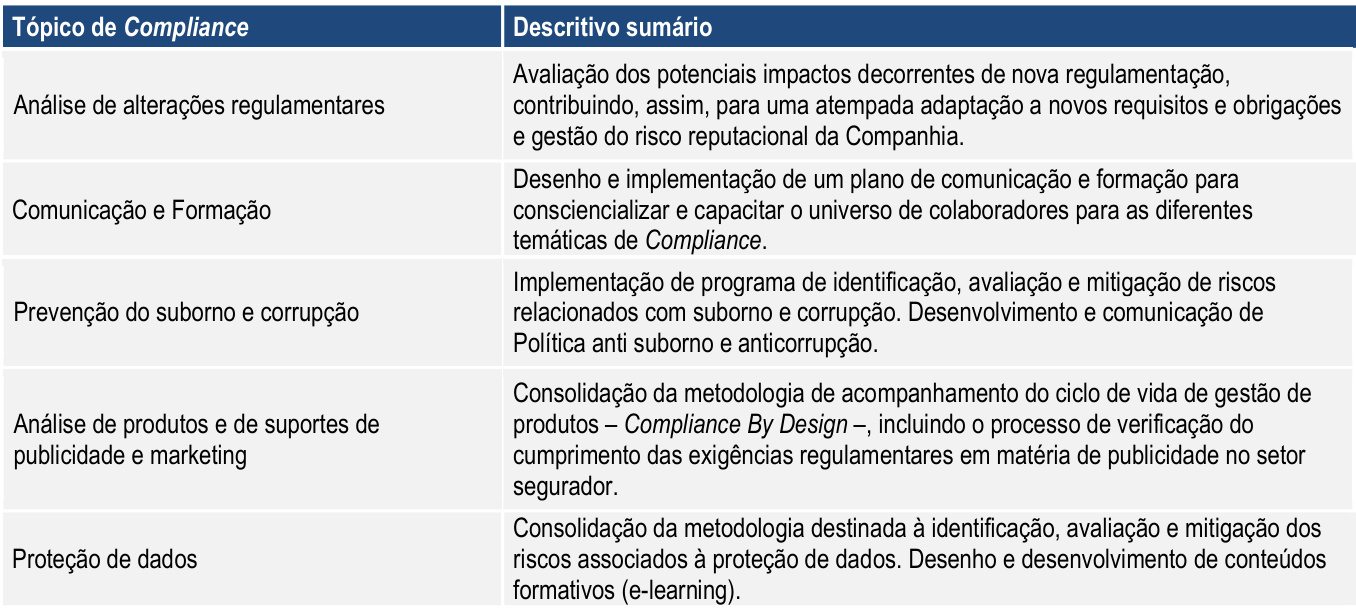 Tópico de Compliance
Descritivo sumário
Análise de alterações regulamentares
Avaliação dos potenciais impactos decorrentes de nova regulamentação,
contribuindo, assim, para uma atempada adaptação a novos requisitos e obrigações
e gestão do risco reputacional da Companhia.
Comunicação e Formação
Desenho e implementação de um plano de comunicação e formação para
consciencializar e capacitar o universo de colaboradores para as diferentes
temáticas de Compliance.
Prevenção do suborno e corrupção
Implementação de programa de identificação, avaliação e mitigação de riscos
relacionados com suborno e corrupção. Desenvolvimento e comunicação de
Política anti suborno e anticorrupção.
Análise de produtos e de suportes de
publicidade e marketing
Consolidação da metodologia de acompanhamento do ciclo de vida de gestão de
produtos – Compliance By Design –, incluindo o processo de verificação do
cumprimento das exigências regulamentares em matéria de publicidade no setor
segurador.
Proteção de dados
Consolidação da metodologia destinada à identificação, avaliação e mitigação dos
riscos associados à proteção de dados. Desenho e desenvolvimento de conteúdos
formativos (e-learning).